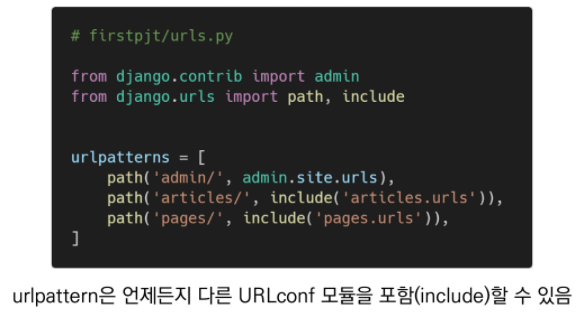 # firstpjt/urls.py
from django.contrib import admin
from django.urls import path, include
urlpatterns = [
    path('admin/', admin.site.urls),
    path('articles/', include('articles.urls')),
    path('pages/', include('pages.urls')),
]
urlpattern은 언제든지 다른 URLconf 모듈을 포함(include)할 수 있음